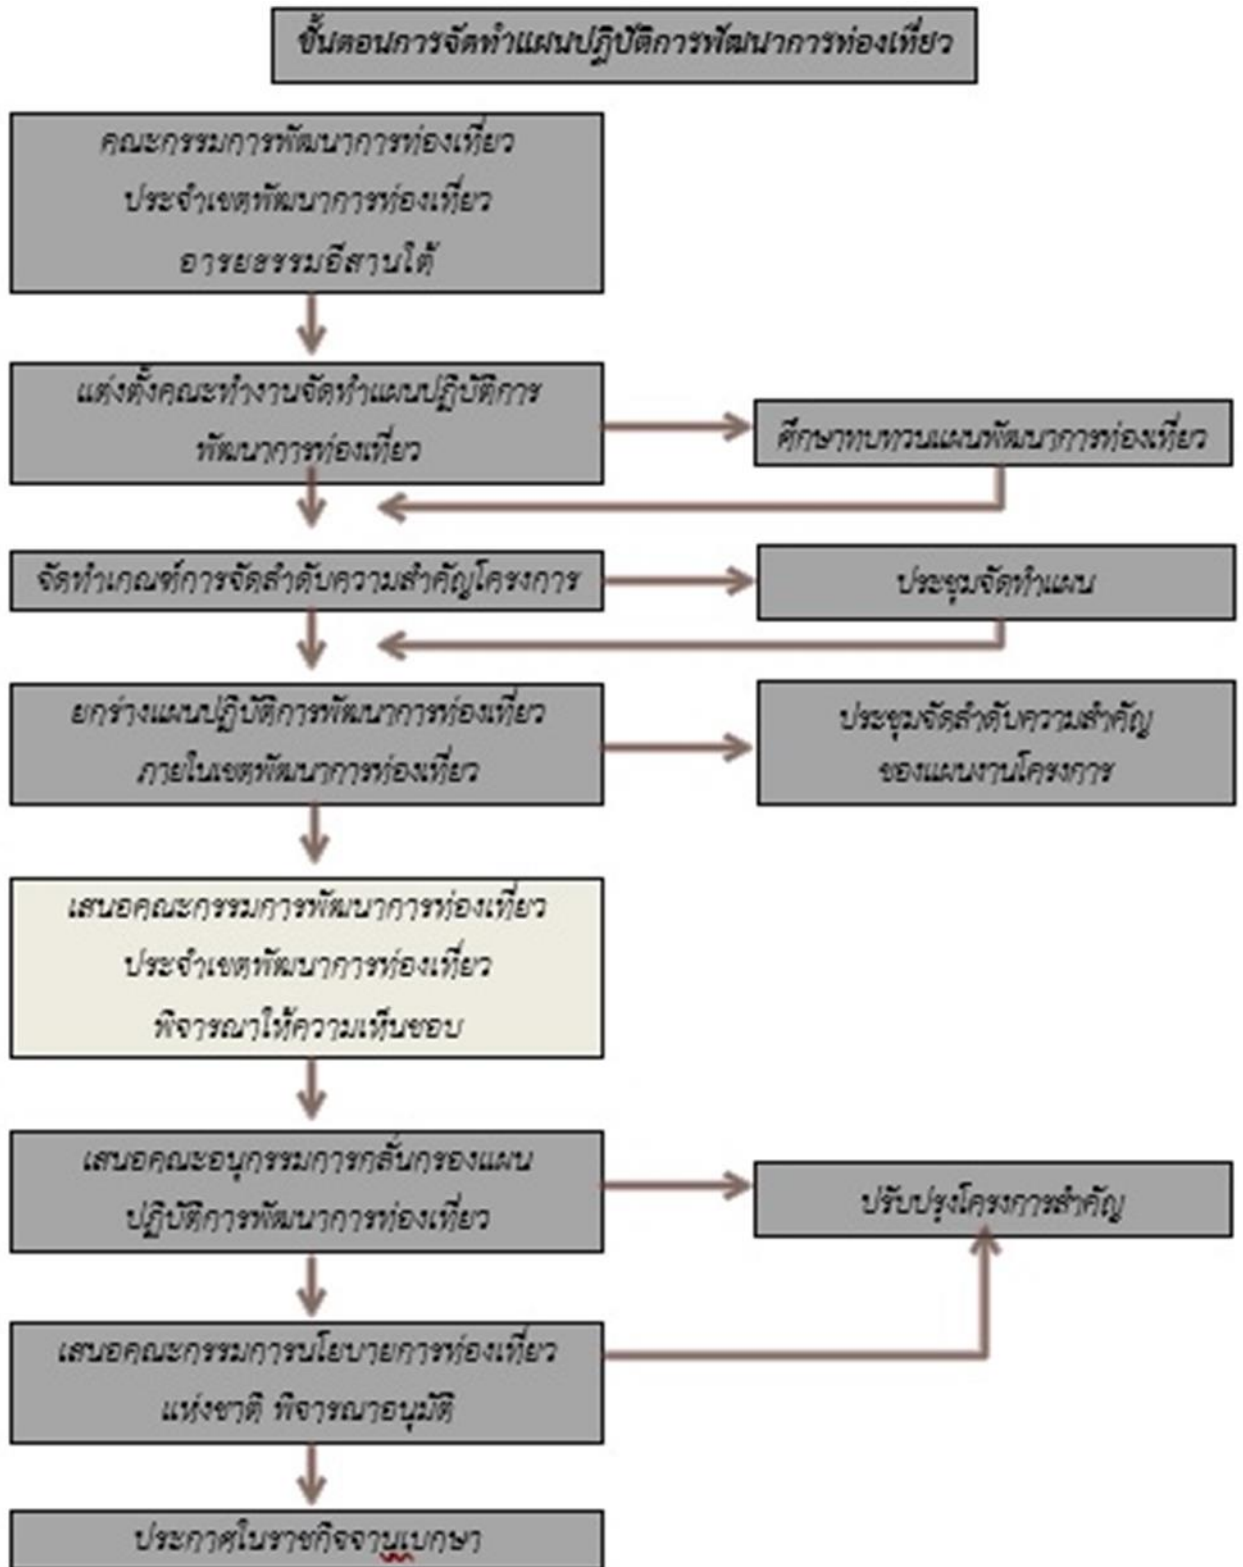 ขั้นตอนการจัดทำแผนปฏิบัติการพัฒนาการท่องเที่ยว
คณะกรรมการพัฒนาการท่องเที่ยว
ประจำเขตพัฒนาการท่องเที่ยว
อารยธรรมอีสานใต้
แต่งตั้งคณะทำงานจัดทำแผนปฏิบัติการ
พัฒนาการท่องเที่ยว
ศึกษาทบทวนแผนพัฒนาการท่องเที่ยว
จัดทำเกณฑ์การจัดลำดับความสำคัญโครงการ
ประชุมจัดทำแผน
ยกร่างแผนปฏิบัติการพัฒนาการท่องเที่ยว
ภายในเขตพัฒนาการท่องเที่ยว
ประชุมจัดลำดับความสำคัญ
ของแผนงานโครงการ
เสนอคณะกรรมการพัฒนาการท่องเที่ยว
ประจำเขตพัฒนาการท่องเที่ยว
พิจารณาให้ความเห็นชอบ
เสนอคณะอนุกรรมการกลั่นกรองแผน
ปฏิบัติการพัฒนาการท่องเที่ยว
ปรับปรุงโครงการสำคัญ
เสนอคณะกรรมการนโยบายการท่องเที่ยว
แห่งชาติ พิจารณาอนุมัติ
ประกาศในราชกิจจานุเบกษา